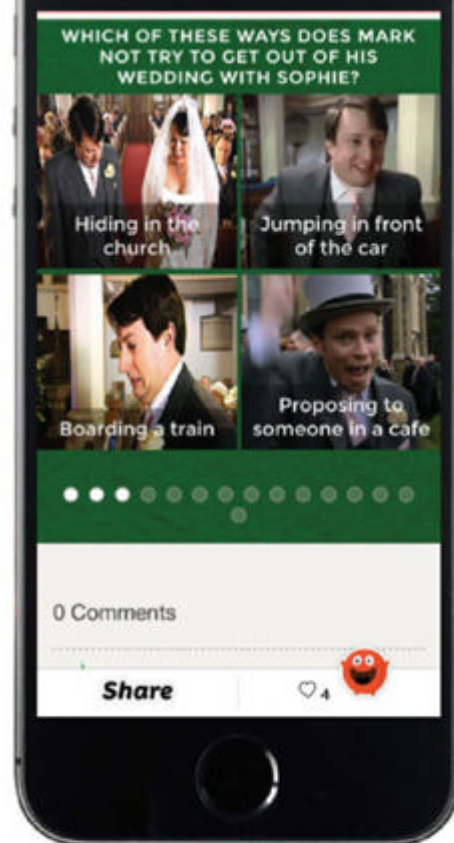 WHICH OF THESE WAYS DOES MARK
NOT TRY TO GET OUT OF HIS
WEDDING WITH SOPHIE?
Hiding in the
church
Jumping in front
of the car
Boarding a train
Proposing to
someone in a cafe
0 Comments
Share
4